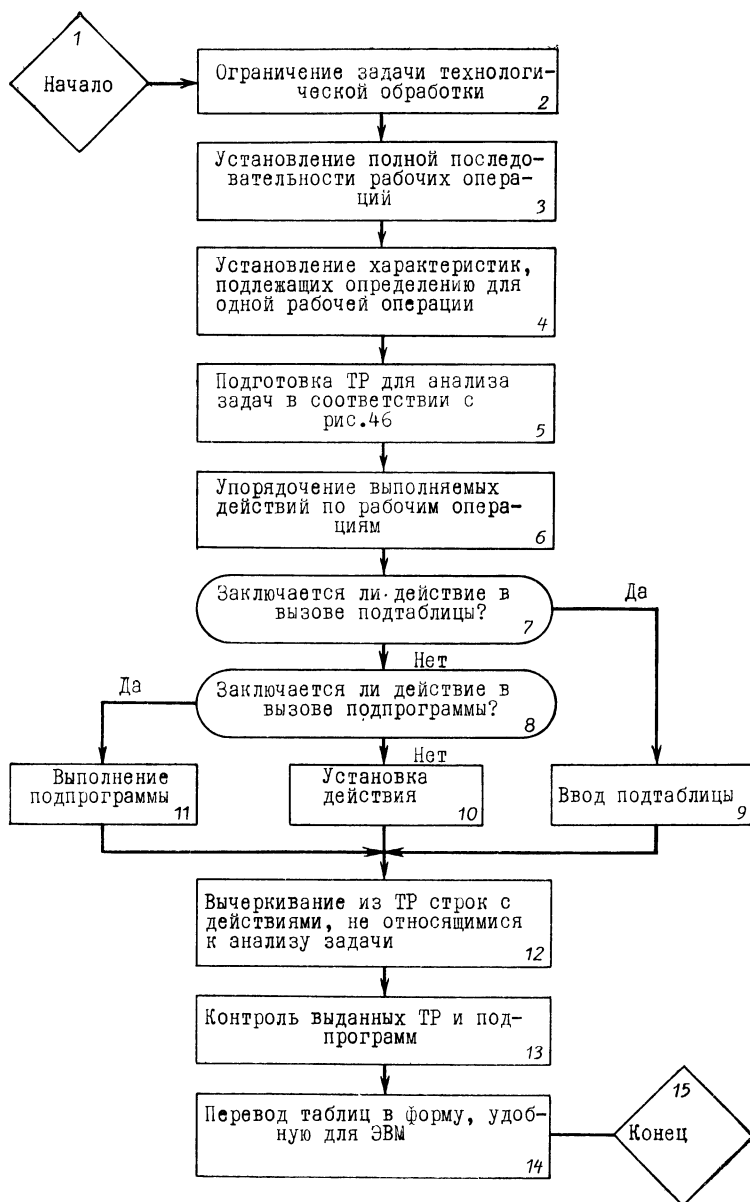 1
Начало
Ограничение задачи технологи-
ческой обработки
2
Установление полной последо-
вательности рабочих опера-
ций
3
Установление характеристик,
подлежащих определению для
одной рабочей операции
4
Подготовка ТР для анализа
задач в соответствии с
рис.46
5
Упорядочение выполняемых
действий по рабочим опера-
циям
6
Заключается ли действие в
вызове подтаблицы?
7
Да
Нет
Заключается ли действие в
вызове подпрограммы?
8
Да
Нет
Выполнение
подпрограммы
11
Установка
действия
10
Ввод подтаблицы
9
Вычеркивание из ТР строк с
действиями, не относящимися
к анализу задачи
12
Контроль выданных ТР и под-
программ
13
Перевод таблиц в форму, удоб-
ную для ЭВМ
14
15
Конец